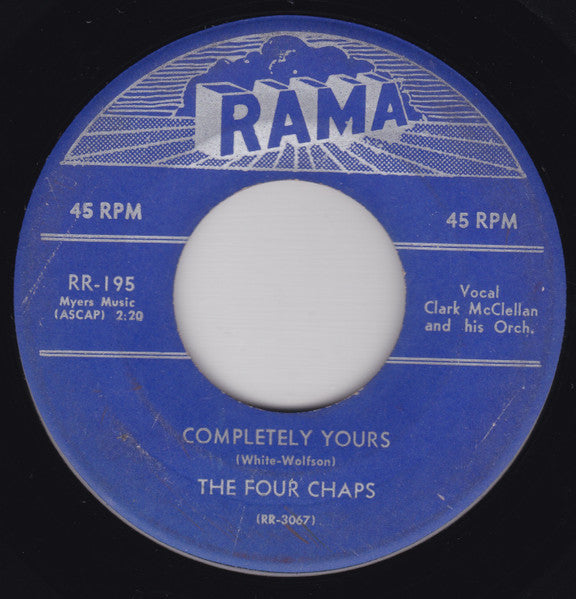 RAMA
45 RPM
45 RPM
RR-195
Myers Music
(ASCAP) 2:20
Vocal
Clark McClellan
and his Orch.
COMPLETELY YOURS
(White-Wolfson)
THE FOUR CHAPS
(RR-3067)